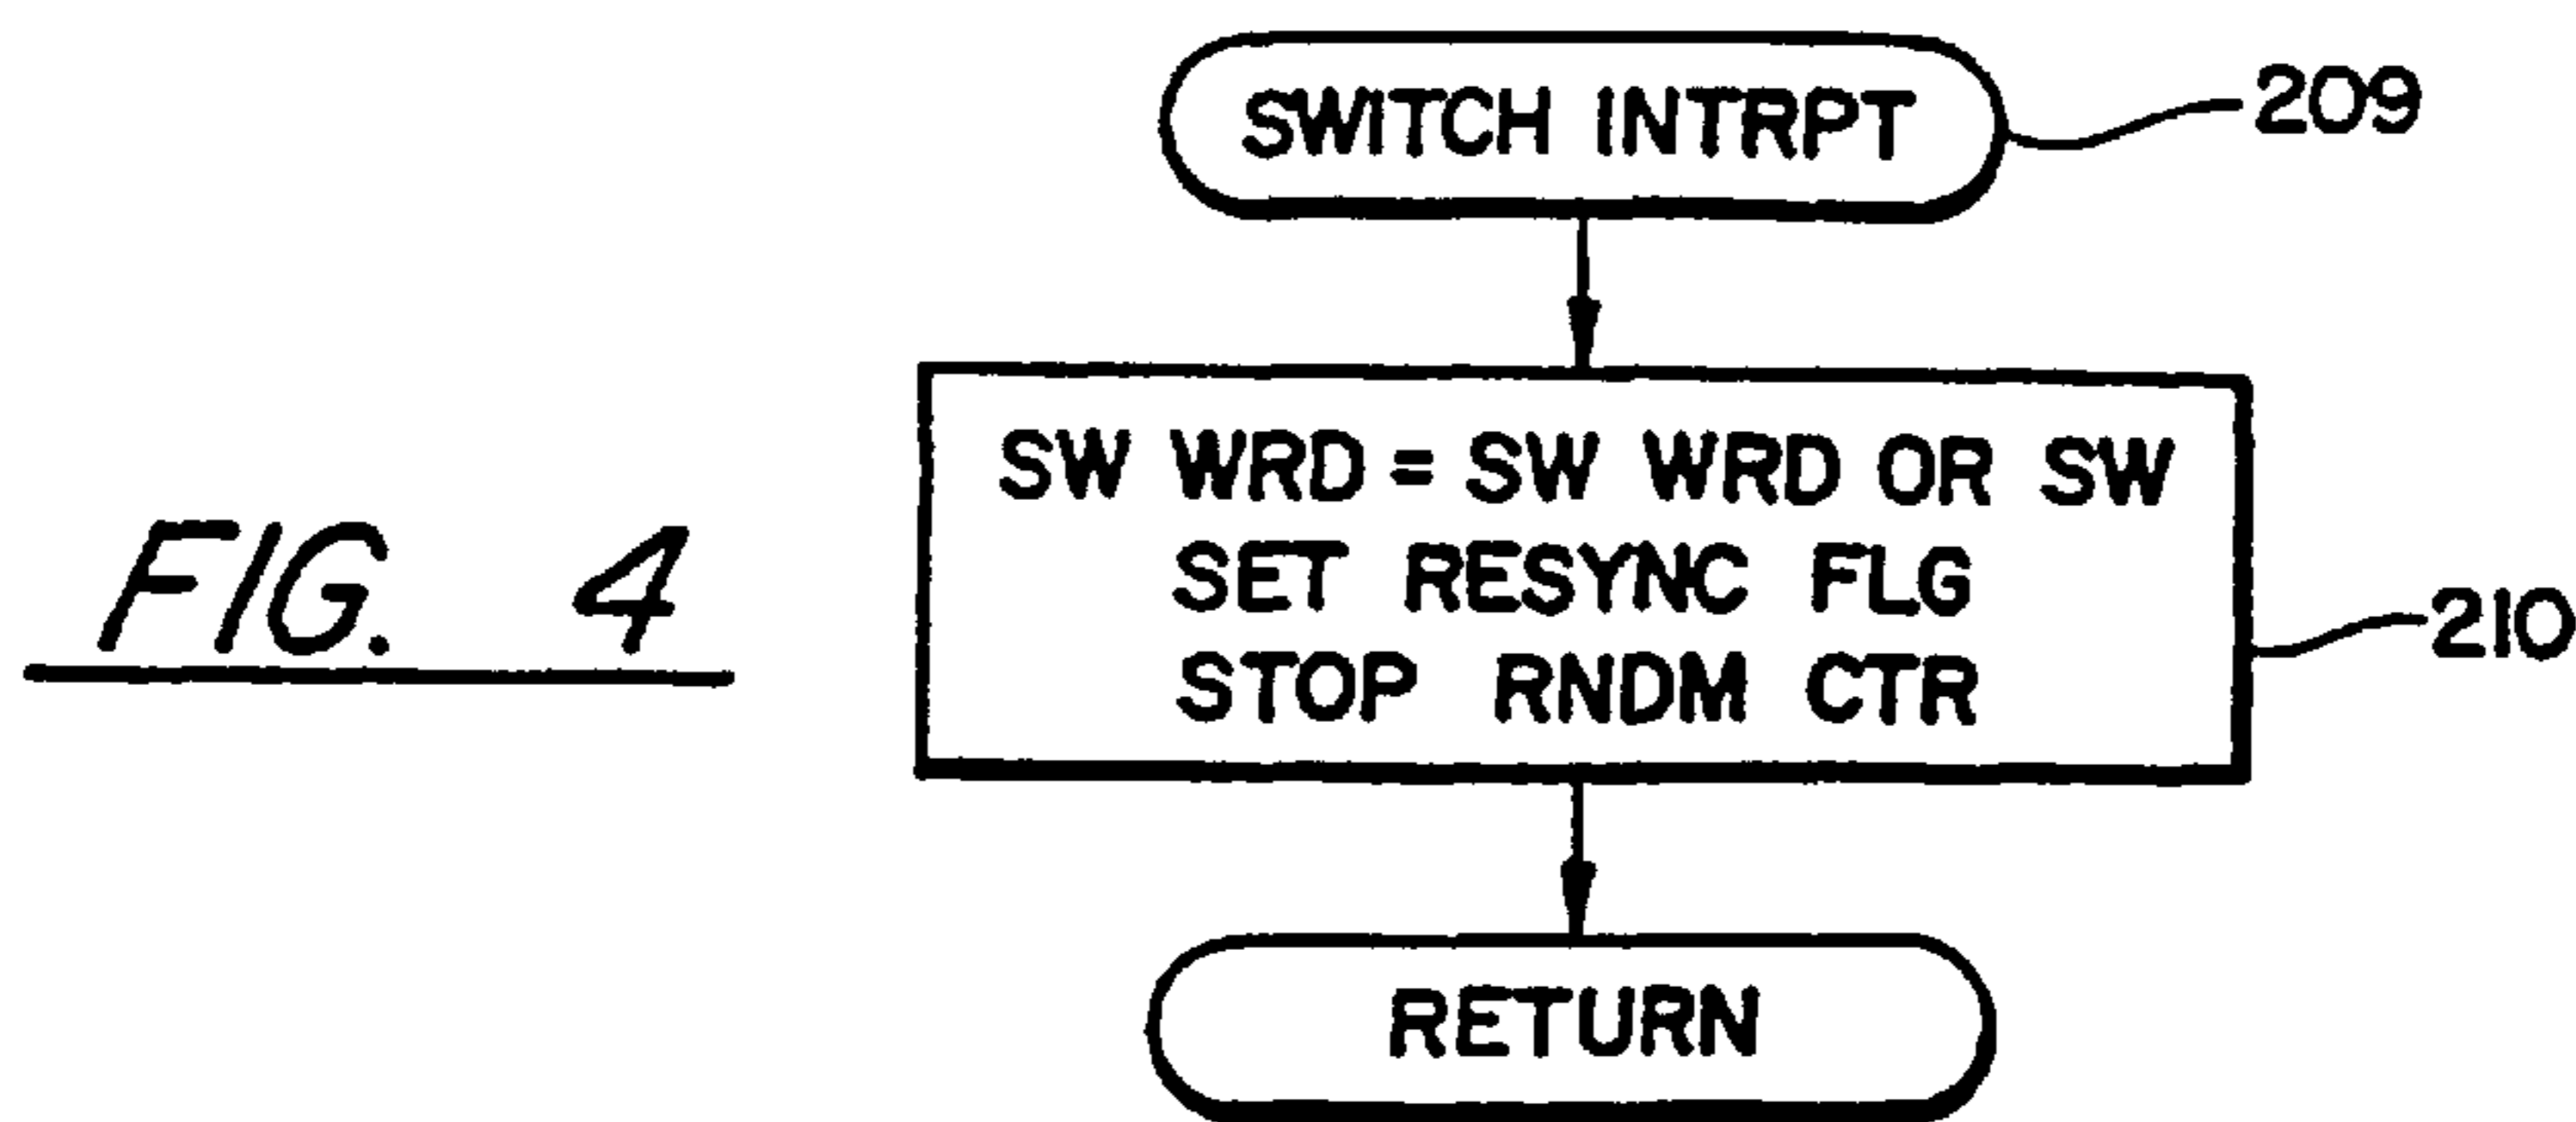 SWITCH INTRPT
209
SW WRD = SW WRD OR SW
SET RESYNC FLG
STOP RNDM CTR
210
FIG. 4
RETURN